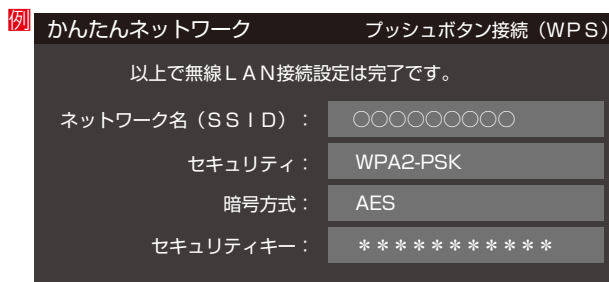 例
かんたんネットワーク プッシュボタン接続（WPS）
以上で無線LAN接続設定は完了です。
ネットワーク名（SSID）： ○○○○○○○○○
セキュリティ： WPA2-PSK
暗号方式： AES
セキュリティキー： ＊＊＊＊＊＊＊＊＊＊＊